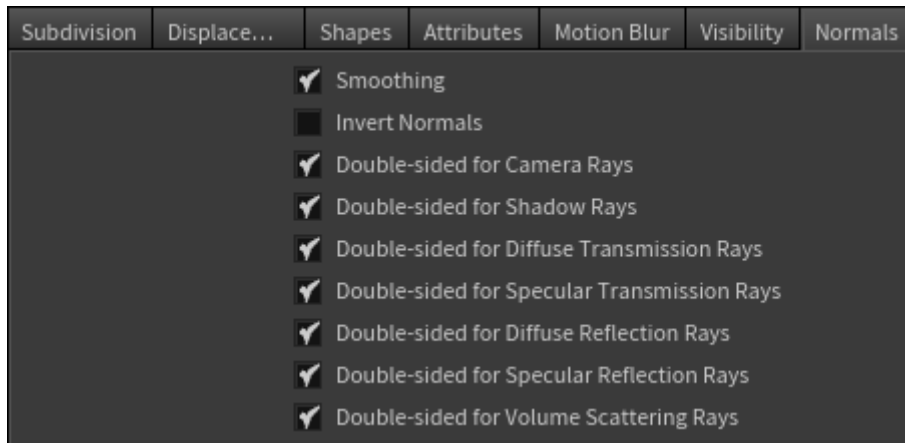 Subdivision Displace... Shapes Attributes Motion Blur Visibility Normals
Smoothing
Invert Normals
Double-sided for Camera Rays
Double-sided for Shadow Rays
Double-sided for Diffuse Transmission Rays
Double-sided for Specular Transmission Rays
Double-sided for Diffuse Reflection Rays
Double-sided for Specular Reflection Rays
Double-sided for Volume Scattering Rays